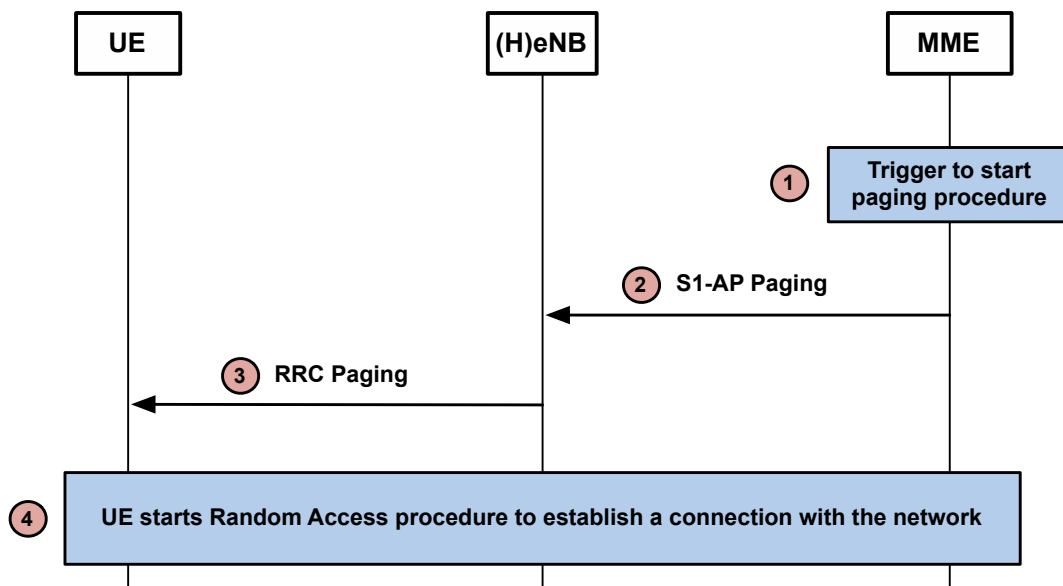 UE
(H)eNB
MME
1
Trigger to start
paging procedure
2 S1-AP Paging
3 RRC Paging
4 UE starts Random Access procedure to establish a connection with the network